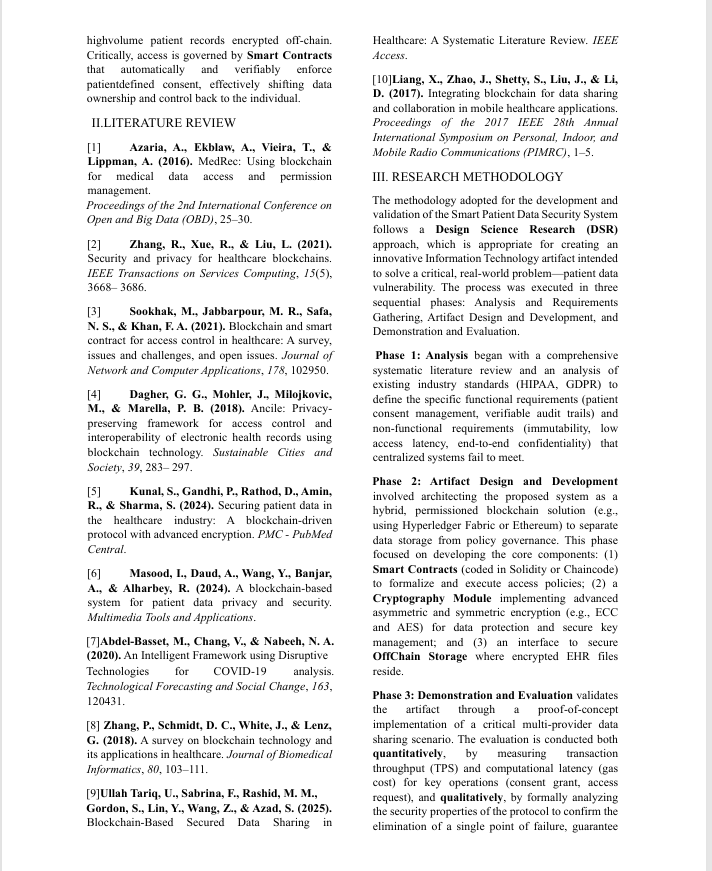 highvolume patient records encrypted off-chain.
Critically, access is governed by Smart Contracts
that automatically and verifiably enforce
patientdefined consent, effectively shifting data
ownership and control back to the individual.
II.LITERATURE REVIEW
[1] Azaria, A., Ekblaw, A., Vieira, T., &
Lippman, A. (2016). MedRec: Using blockchain
for medical data access and permission
management.
Proceedings of the 2nd International Conference on
Open and Big Data (OBD), 25–30.
[2] Zhang, R., Xue, R., & Liu, L. (2021).
Security and privacy for healthcare blockchains.
IEEE Transactions on Services Computing, 15(5),
3668– 3686.
[3] Sookhak, M., Jabbarpour, M. R., Safa,
N. S., & Khan, F. A. (2021). Blockchain and smart
contract for access control in healthcare: A survey,
issues and challenges, and open issues. Journal of
Network and Computer Applications, 178, 102950.
[4] Dagher, G. G., Mohler, J., Milojkovic,
M., & Marella, P. B. (2018). Ancile: Privacy-
preserving framework for access control and
interoperability of electronic health records using
blockchain technology. Sustainable Cities and
Society, 39, 283– 297.
[5] Kunal, S., Gandhi, P., Rathod, D., Amin,
R., & Sharma, S. (2024). Securing patient data in
the healthcare industry: A blockchain-driven
protocol with advanced encryption. PMC - PubMed
Central.
[6] Masood, I., Daud, A., Wang, Y., Banjar,
A., & Alharbey, R. (2024). A blockchain-based
system for patient data privacy and security.
Multimedia Tools and Applications.
[7]Abdel-Basset, M., Chang, V., & Nabeeh, N. A.
(2020). An Intelligent Framework using Disruptive
Technologies for COVID-19 analysis.
Technological Forecasting and Social Change, 163,
120431.
[8] Zhang, P., Schmidt, D. C., White, J., & Lenz,
G. (2018). A survey on blockchain technology and
its applications in healthcare. Journal of Biomedical
Informatics, 80, 103–111.
[9]Ullah Tariq, U., Sabrina, F., Rashid, M. M.,
Gordon, S., Lin, Y., Wang, Z., & Azad, S. (2025).
Blockchain-Based Secured Data Sharing in
Healthcare: A Systematic Literature Review. IEEE
Access.
[10]Liang, X., Zhao, J., Shetty, S., Liu, J., & Li,
D. (2017). Integrating blockchain for data sharing
and collaboration in mobile healthcare applications.
Proceedings of the 2017 IEEE 28th Annual
International Symposium on Personal, Indoor, and
Mobile Radio Communications (PIMRC), 1–5.
III. RESEARCH METHODOLOGY
The methodology adopted for the development and
validation of the Smart Patient Data Security System
follows a Design Science Research (DSR)
approach, which is appropriate for creating an
innovative Information Technology artifact intended
to solve a critical, real-world problem—patient data
vulnerability. The process was executed in three
sequential phases: Analysis and Requirements
Gathering, Artifact Design and Development, and
Demonstration and Evaluation.
Phase 1: Analysis began with a comprehensive
systematic literature review and an analysis of
existing industry standards (HIPAA, GDPR) to
define the specific functional requirements (patient
consent management, verifiable audit trails) and
non-functional requirements (immutability, low
access latency, end-to-end confidentiality) that
centralized systems fail to meet.
Phase 2: Artifact Design and Development
involved architecting the proposed system as a
hybrid, permissioned blockchain solution (e.g.,
using Hyperledger Fabric or Ethereum) to separate
data storage from policy governance. This phase
focused on developing the core components: (1)
Smart Contracts (coded in Solidity or Chaincode)
to formalize and execute access policies; (2) a
Cryptography Module implementing advanced
asymmetric and symmetric encryption (e.g., ECC
and AES) for data protection and secure key
management; and (3) an interface to secure
OffChain Storage where encrypted EHR files
reside.
Phase 3: Demonstration and Evaluation validates
the artifact through a proof-of-concept
implementation of a critical multi-provider data
sharing scenario. The evaluation is conducted both
quantitatively, by measuring transaction
throughput (TPS) and computational latency (gas
cost) for key operations (consent grant, access
request), and qualitatively, by formally analyzing
the security properties of the protocol to confirm the
elimination of a single point of failure, guarantee